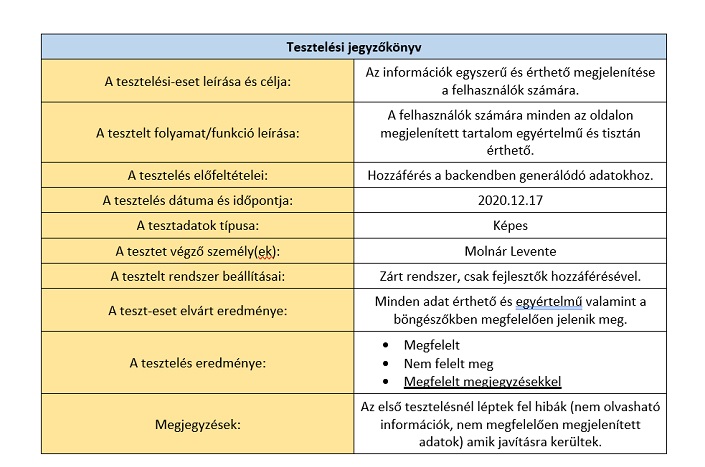 Tesztelési jegyzőkönyv
A tesztelési-eset leírása és célja:
Az információk egyszerű és érthető megjelenítése
a felhasználók számára.
A tesztelt folyamat/funkció leírása:
A felhasználók számára minden az oldalon
megjelenített tartalom egyértelmű és tisztán
érthető.
A tesztelés előfeltételei:
Hozzáférés a backendben generálódó adatokhoz.
A tesztelés dátuma és időpontja:
2020.12.17
A tesztadatok típusa:
Képes
A tesztet végző személy(ek):
Molnár Levente
A tesztelt rendszer beállításai:
Zárt rendszer, csak fejlesztők hozzáférésével.
A teszt-eset elvárt eredménye:
Minden adat érthető és egyértelmű valamint a
böngészőkben megfelelően jelenik meg.
A tesztelés eredménye:
• Megfelelt
• Nem felelt meg
• Megfelelt megjegyzésekkel
Megjegyzések:
Az első tesztelésnél léptek fel hibák (nem olvasható
információk, nem megfelelően megjelenített
adatok) amik javításra kerültek.